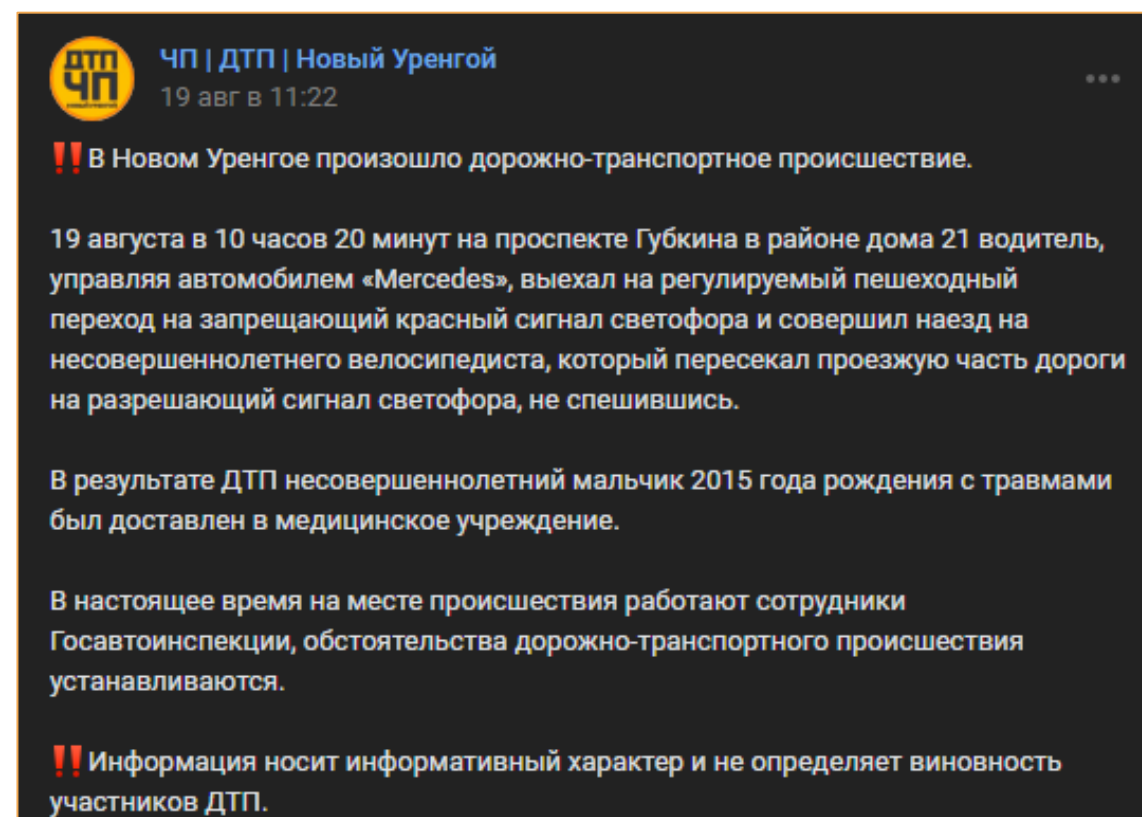 ДТП
ЧП
ЧП | ДТП | Новый Уренгой
19 авг в 11:22
‼В Новом Уренгое произошло дорожно-транспортное происшествие.
19 августа в 10 часов 20 минут на проспекте Губкина в районе дома 21 водитель,
управляя автомобилем «Mercedes», выехал на регулируемый пешеходный
переход на запрещающий красный сигнал светофора и совершил наезд на
несовершеннолетнего велосипедиста, который пересекал проезжую часть дороги
на разрешающий сигнал светофора, не спешившись.
В результате ДТП несовершеннолетний мальчик 2015 года рождения с травмами
был доставлен в медицинское учреждение.
В настоящее время на месте происшествия работают сотрудники
Госавтоинспекции, обстоятельства дорожно-транспортного происшествия
устанавливаются.
‼Информация носит информативный характер и не определяет виновность
участников ДТП.